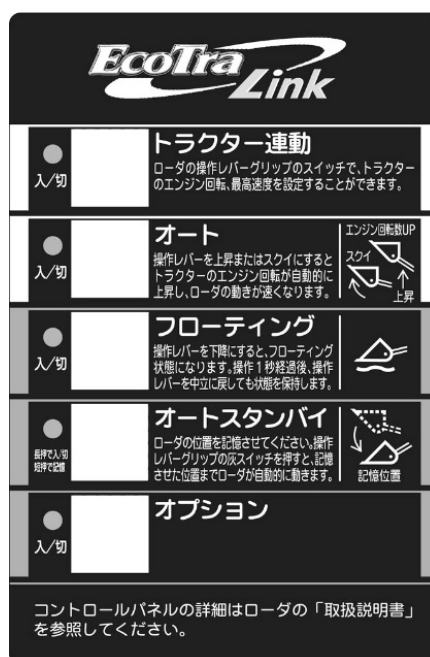 EcoTra
Link
トラクター連動
入/切
ローダの操作レバーグリップのスイッチで、トラクター
のエンジン回転、最高速度を設定することができます。
オート
入/切
操作レバーを上昇またはスクイにすると
トラクターのエンジン回転が自動的に
上昇し、ローダの動きが速くなります。
エンジン回転数UP
スクイ
上昇
フローティング
入/切
操作レバーを下降にすると、フローティング
状態になります。操作1秒経過後、操作
レバーを中立に戻しても状態を保持します。
オートスタンバイ
長押で入/切
短押で記憶
ローダの位置を記憶させてください。操作
レバーグリップの灰スイッチを押すと、記憶
させた位置までローダが自動的に動きます。
記憶位置
オプション
入/切
コントロールパネルの詳細はローダの「取扱説明書」
を参照してください。